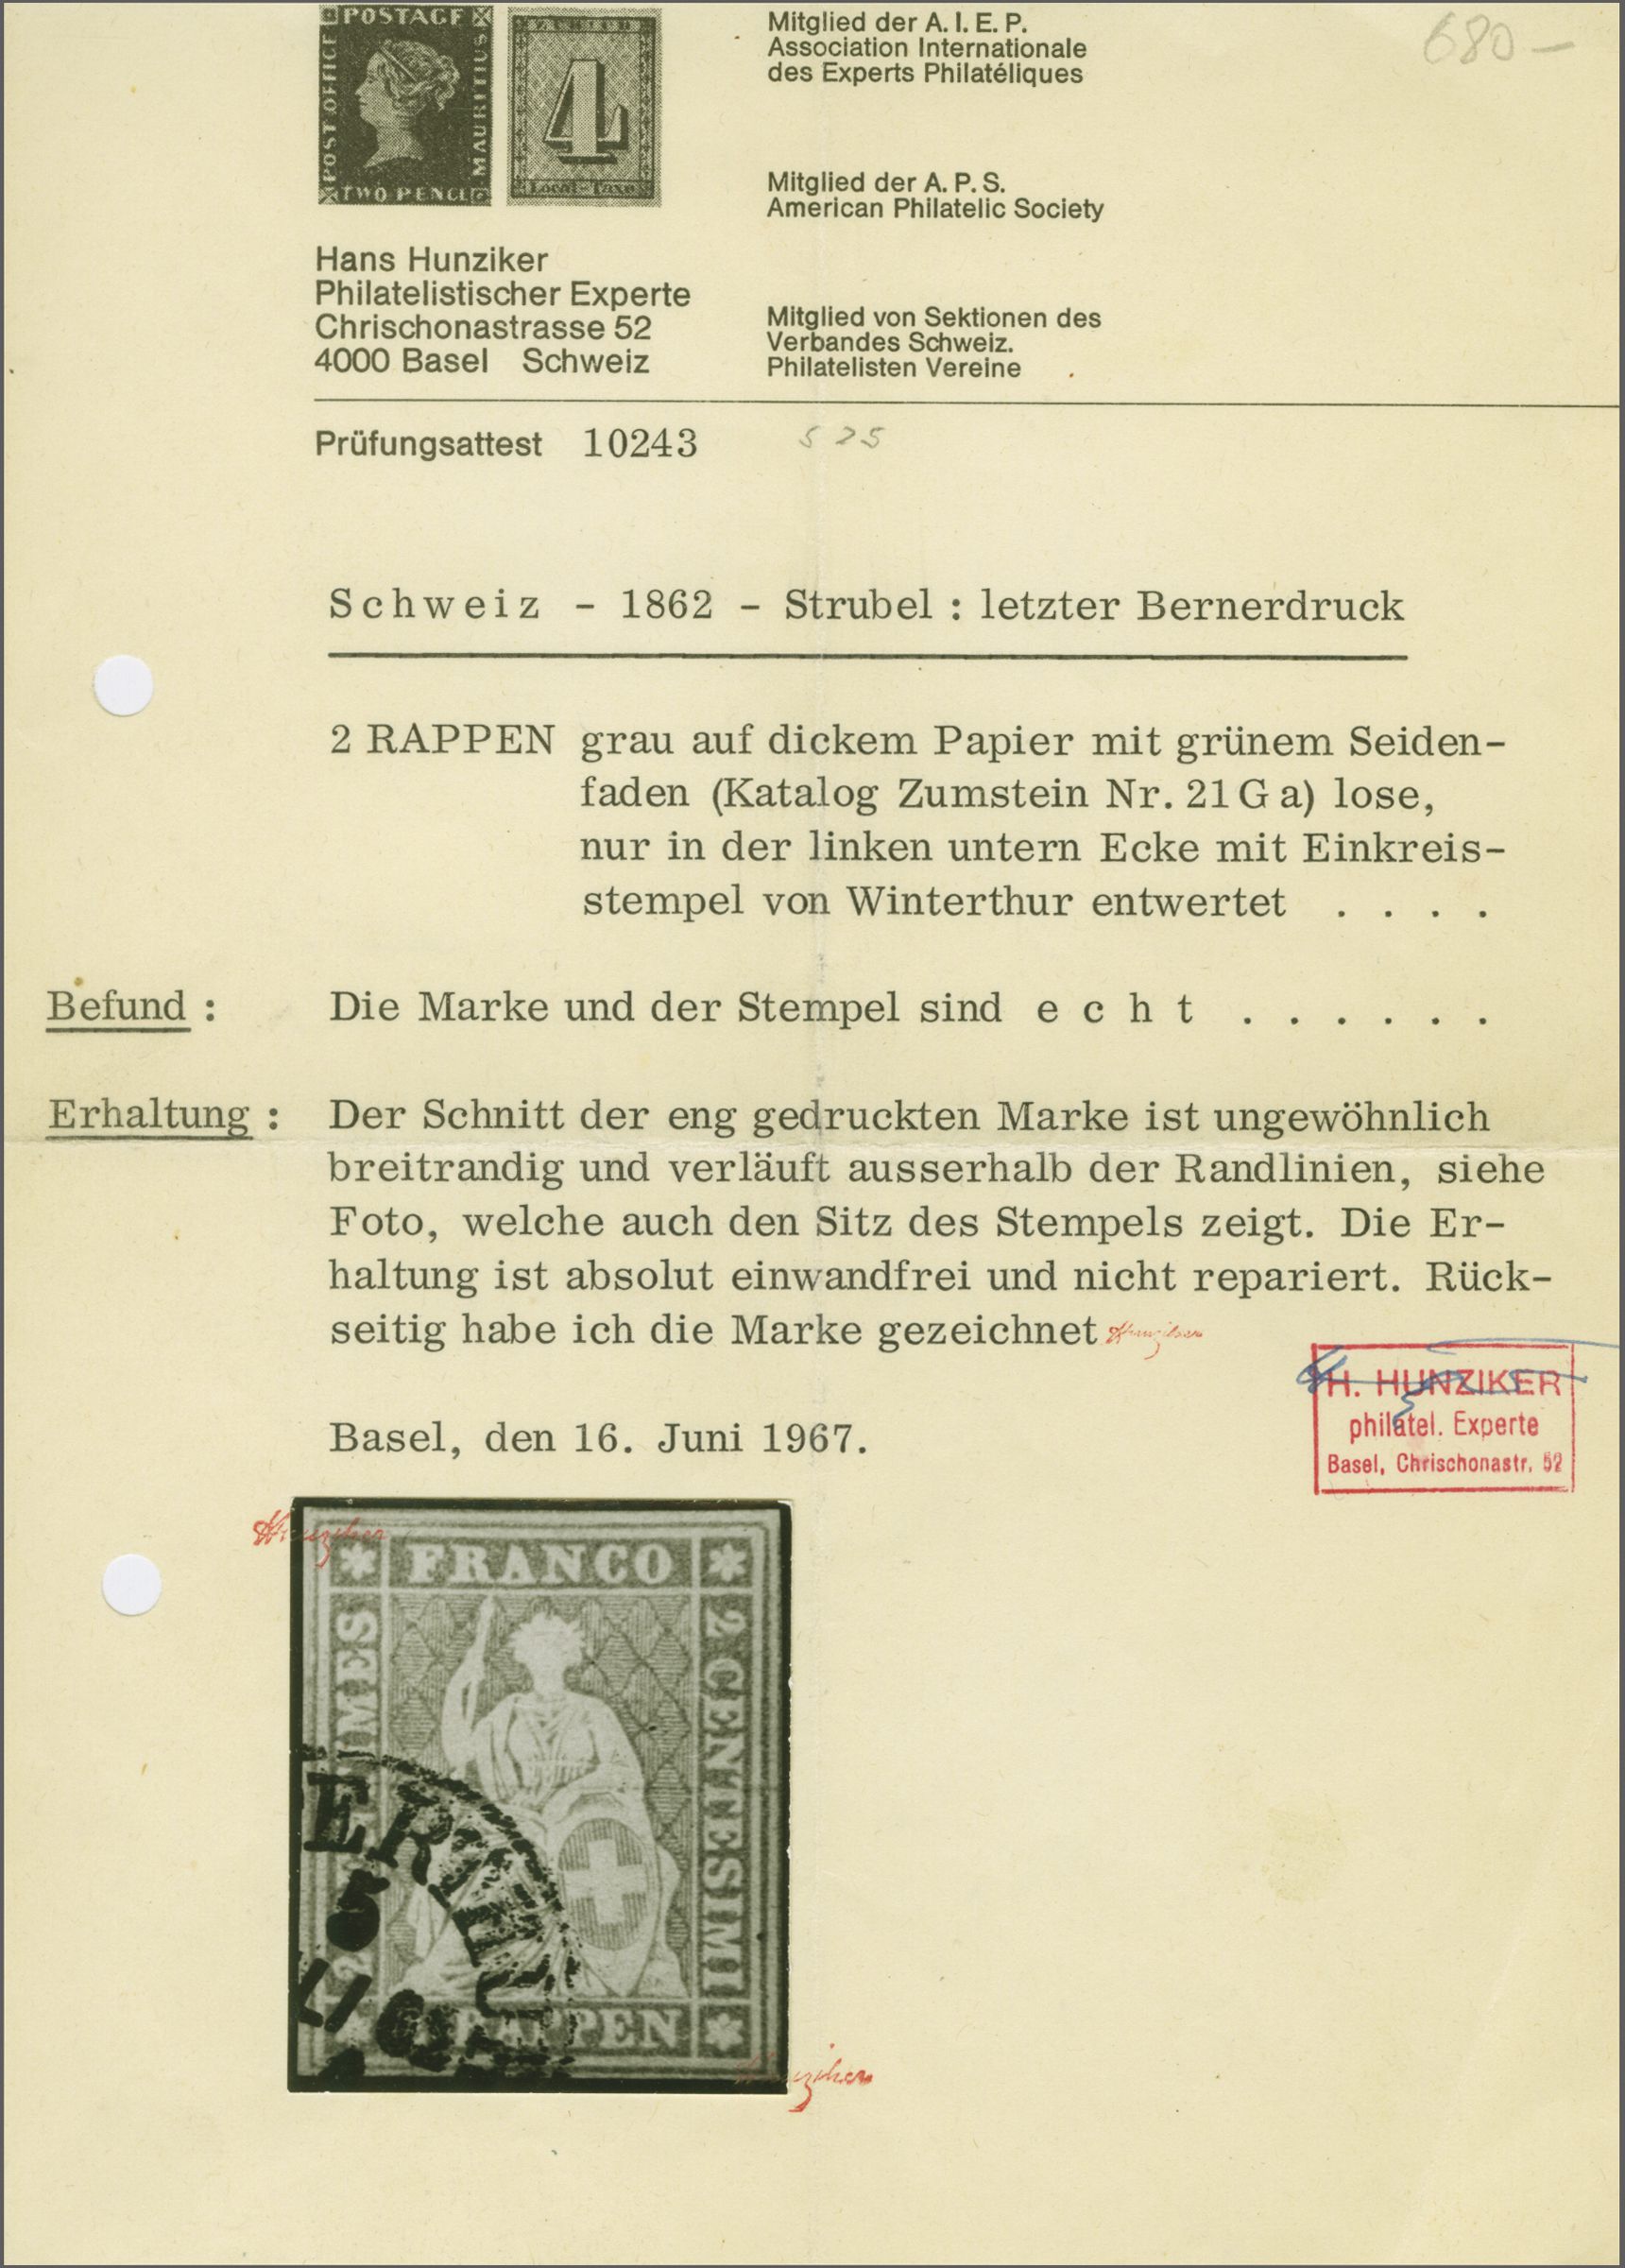 POSTAGE
POST OFFICE
MAURITIUS
TWO PENCE
ZURICH
4
Local-Taxe
Mitglied der A. I. E. P.
Association Internationale
des Experts Philatéliques
680 —
Mitglied der A. P. S.
American Philatelic Society
Hans Hunziker
Philatelistischer Experte
Chrischonastrasse 52
4000 Basel Schweiz
Mitglied von Sektionen des
Verbandes Schweiz.
Philatelisten Vereine
Prüfungsattest 10243
525
Schweiz - 1862 - Strubel : letzter Bernerdruck
2 RAPPEN grau auf dickem Papier mit grünem Seiden-
faden (Katalog Zumstein Nr. 21 G a) lose,
nur in der linken untern Ecke mit Einkreis-
stempel von Winterthur entwertet . . . .
Befund : Die Marke und der Stempel sind e c h t . . . . . .
Erhaltung : Der Schnitt der eng gedruckten Marke ist ungewöhnlich
breitrandig und verläuft ausserhalb der Randlinien, siehe
Foto, welche auch den Sitz des Stempels zeigt. Die Er-
haltung ist absolut einwandfrei und nicht repariert. Rück-
seitig habe ich die Marke gezeichnet Hunziker
H. HUNZIKER
philatel. Experte
Basel, Chrischonastr. 52
Basel, den 16. Juni 1967.
Hunziker
FRANCO
2 CENTESIMI
RAPPEN
Hunziker